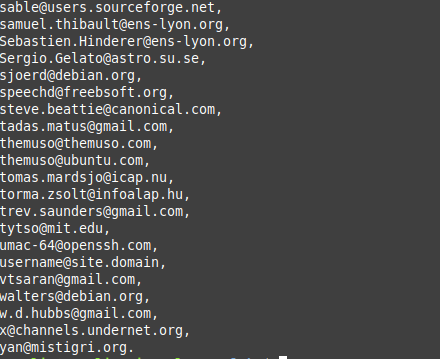 sable@users.sourceforge.net,
samuel.thibault@ens-lyon.org,
Sebastien.Hinderer@ens-lyon.org,
Sergio.Gelato@astro.su.se,
sjoerd@debian.org,
speechd@freebsoft.org,
steve.beattie@canonical.com,
tadas.matus@gmail.com,
themuso@themuso.com,
themuso@ubuntu.com,
tomas.mardsjo@icap.nu,
torma.zsolt@infoalap.hu,
trev.saunders@gmail.com,
tytso@mit.edu,
umac-64@openssh.com,
username@site.domain,
vtsaran@gmail.com,
walters@debian.org,
w.d.hubbs@gmail.com,
x@channels.undernet.org,
yan@mistigri.org.